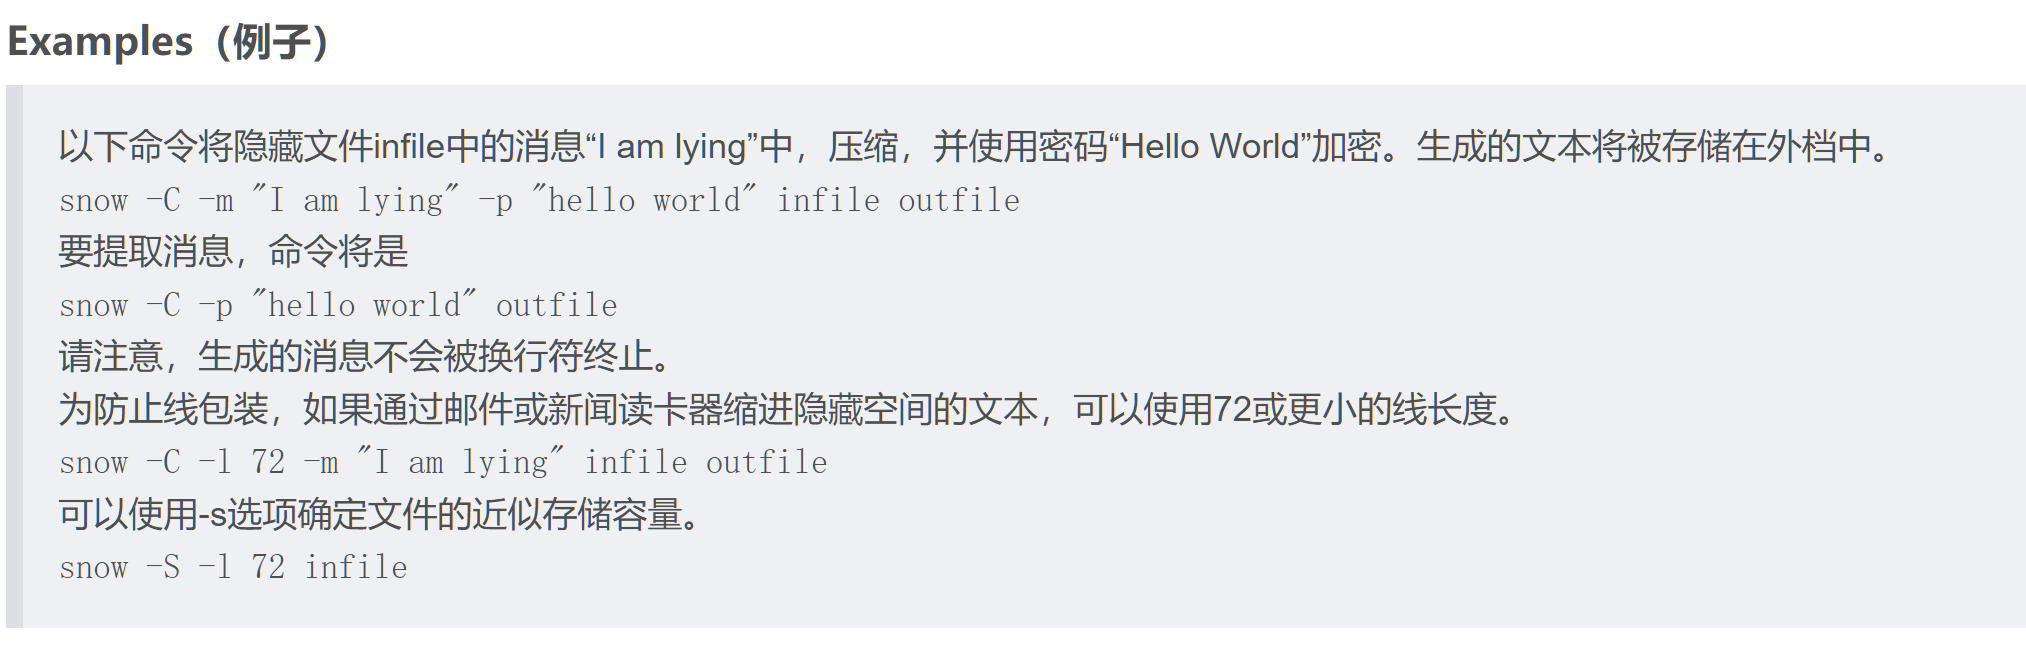 Examples（例子）
以下命令将隐藏文件infile中的消息“I am lying”中，压缩，并使用密码“Hello World”加密。生成的文本将被存储在外档中。
snow -C -m "I am lying" -p "hello world" infile outfile
要提取消息，命令将是
snow -C -p "hello world" outfile
请注意，生成的消息不会被换行符终止。
为防止线包装，如果通过邮件或新闻读卡器缩进隐藏空间的文本，可以使用72或更小的线长度。
snow -C -l 72 -m "I am lying" infile outfile
可以使用-s选项确定文件的近似存储容量。
snow -S -l 72 infile